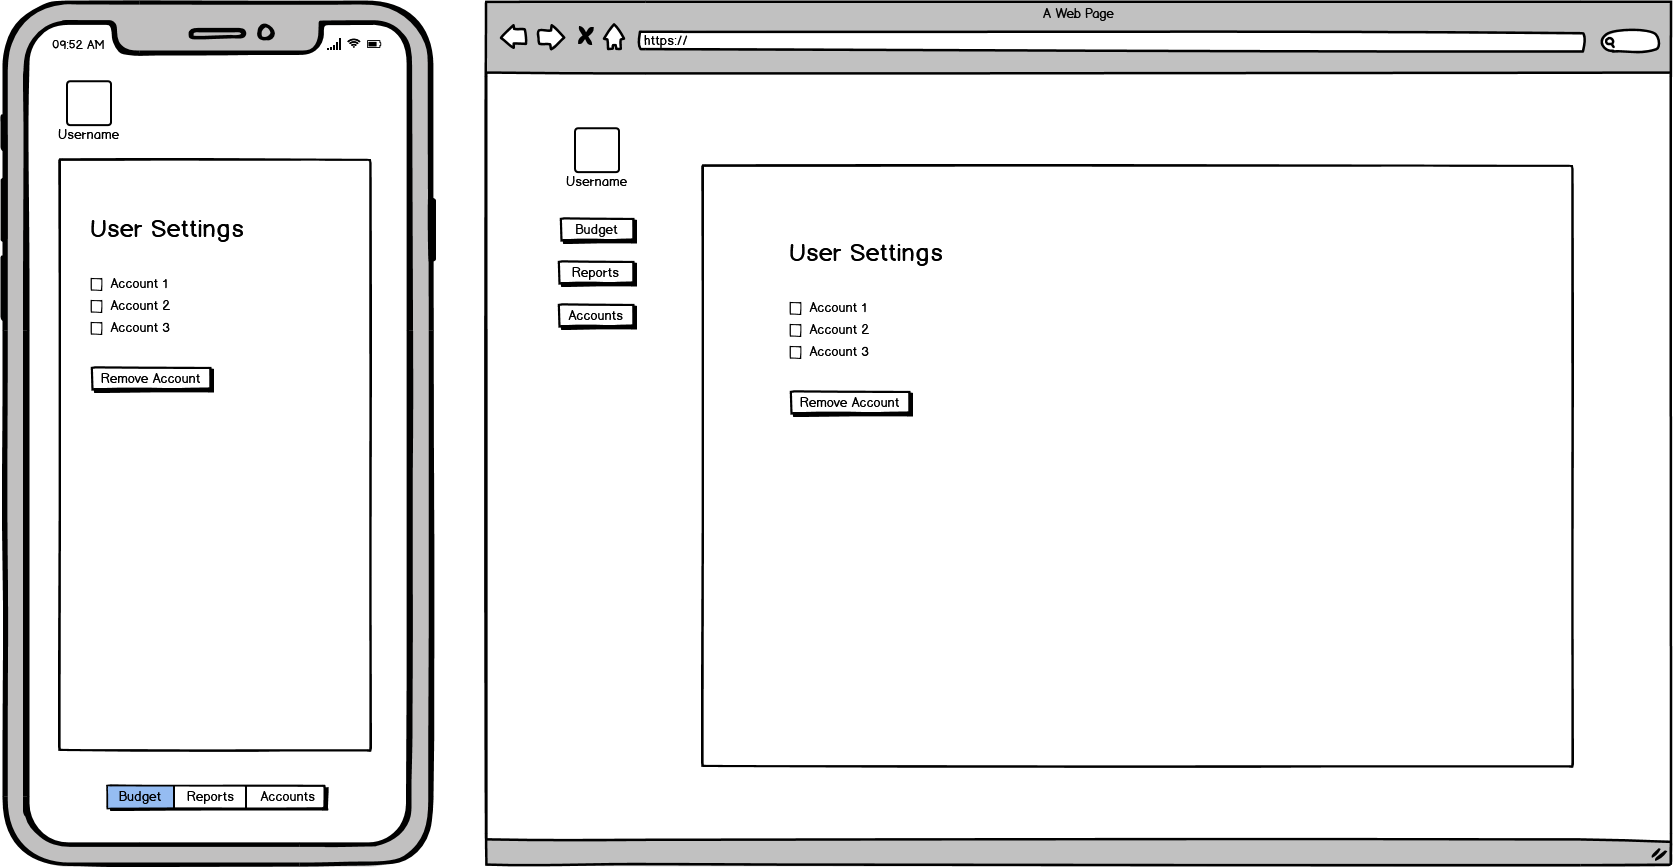 09:52 AM
Username
User Settings
Account 1
Account 2
Account 3
Remove Account
Budget Reports Accounts
A Web Page
https://
Username
Budget
Reports
Accounts
User Settings
Account 1
Account 2
Account 3
Remove Account